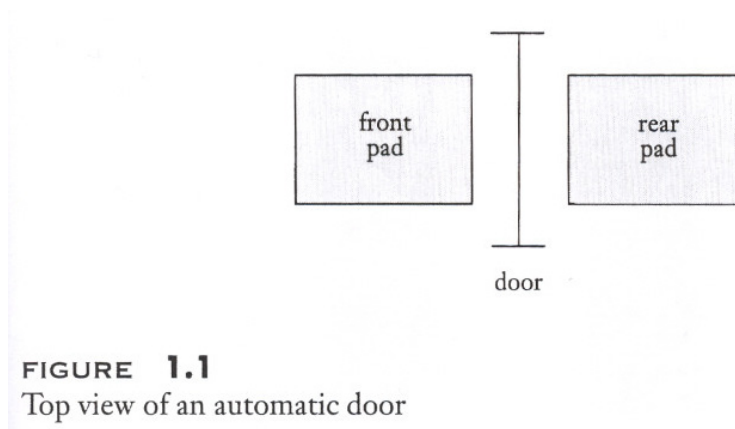 front
pad
rear
pad
door
FIGURE 1.1
Top view of an automatic door